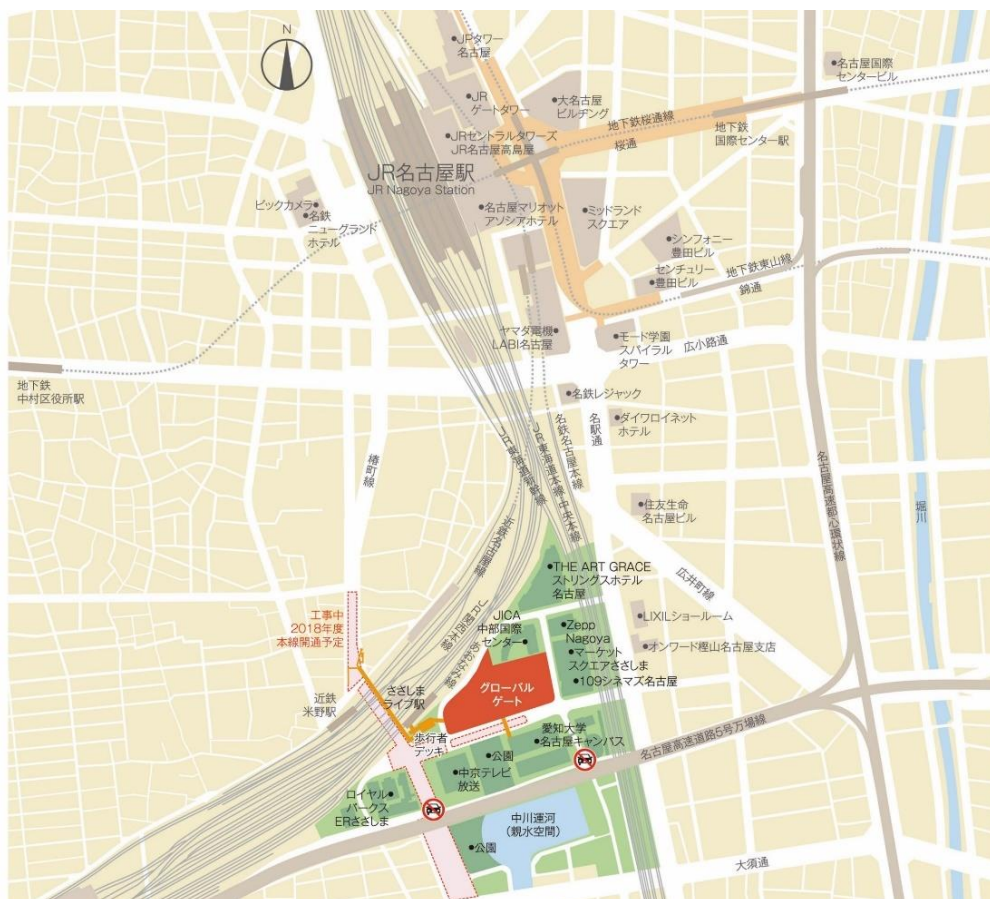 N
●JPタワー
名古屋
●名古屋国際
センタービル
●JR
ゲートタワー
●大名古屋
ビルヂング
地下鉄桜通線
桜通
地下鉄
国際センター駅
●JRセントラルタワーズ
JR名古屋高島屋
JR名古屋駅
JR Nagoya Station
ビックカメラ●
●名鉄
ニューグランド
ホテル
●名古屋マリオット
アソシアホテル
●ミッドランド
スクエア
●シンフォニー
豊田ビル
センチュリー
●豊田ビル
地下鉄東山線
錦通
ヤマダ電機●
LABI名古屋
●モード学園
スパイラル
タワー
広小路通
地下鉄
中村区役所駅
●名鉄レジャック
●ダイワロイネット
ホテル
名駅通
名鉄名古屋本線
JR東海道本線・中央本線
JR東海道新幹線
椿町線
近鉄名古屋線
JR関西本線
あおなみ線
名古屋高速都心環状線
堀川
●住友生命
名古屋ビル
広井町線
●THE ART GRACE
ストリングスホテル
名古屋
工事中
2018年度
本線開通予定
JICA
中部国際
センター●
●Zepp
Nagoya
●マーケット
スクエアささしま
●109シネマズ名古屋
●LIXILショールーム
●オンワード樫山名古屋支店
近鉄
米野駅
ささしま
ライブ駅
グローバル
ゲート
歩行者
デッキ
愛知大学
●名古屋キャンパス
●公園
●中京テレビ
放送
名古屋高速道路5号万場線
ロイヤル●
パークス
ERささしま
中川運河
(親水空間)
●公園
大須通